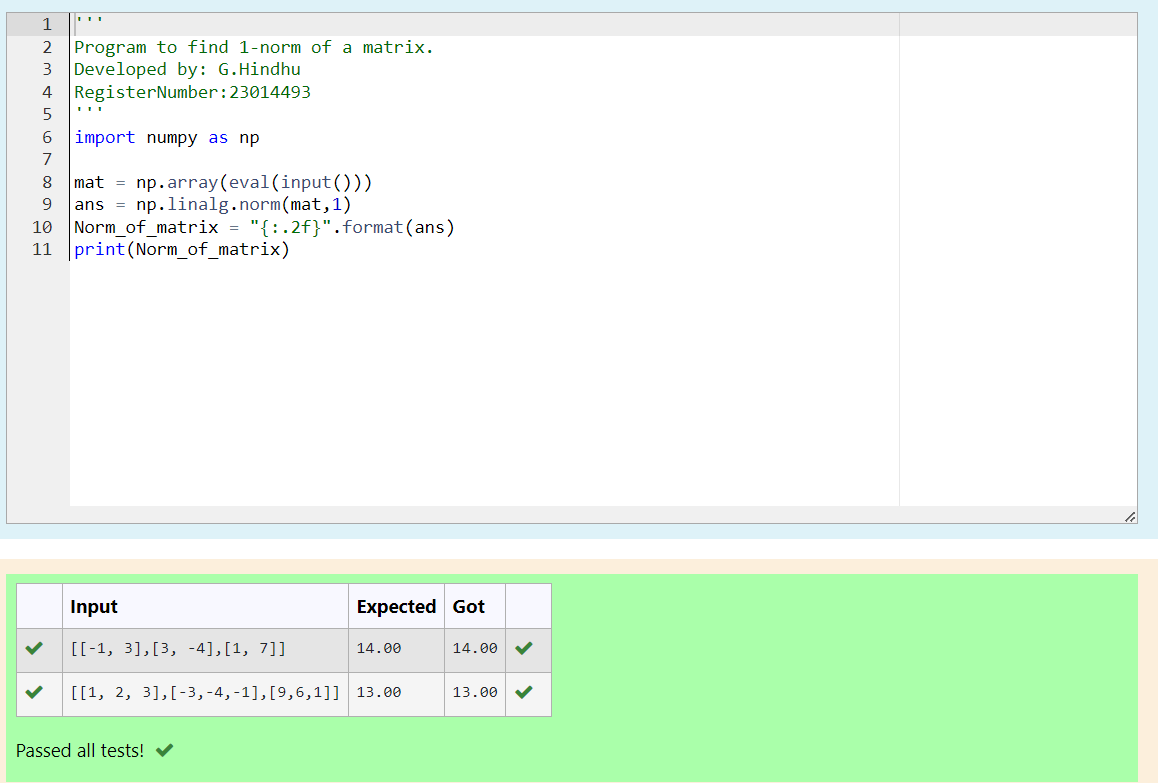 1 '''
2 Program to find 1-norm of a matrix.
3 Developed by: G.Hindhu
4 RegisterNumber:23014493
5 '''
6 import numpy as np
7
8 mat = np.array(eval(input()))
9 ans = np.linalg.norm(mat,1)
10 Norm_of_matrix = "{:.2f}".format(ans)
11 print(Norm_of_matrix)
Input Expected Got
[[-1, 3],[3, -4],[1, 7]] 14.00 14.00
[[1, 2, 3],[-3,-4,-1],[9,6,1]] 13.00 13.00
Passed all tests!